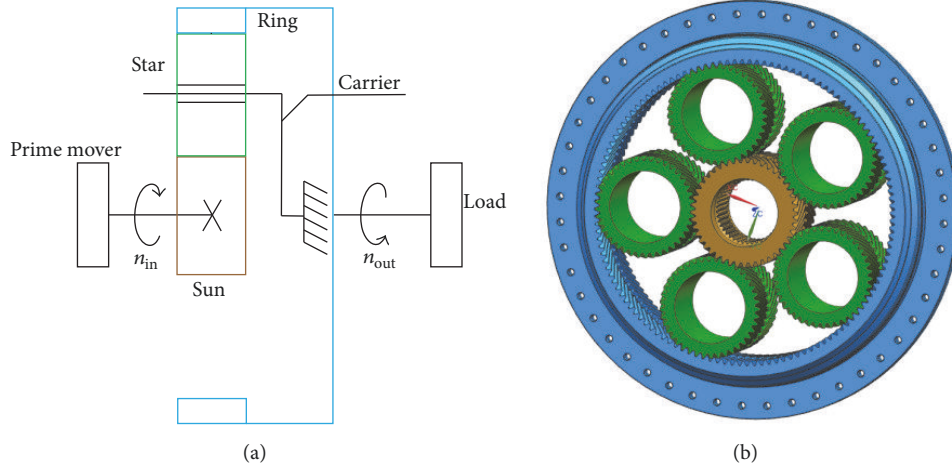 Ring
Star
Carrier
Prime mover
Load
n_in
n_out
Sun
(a)
(b)